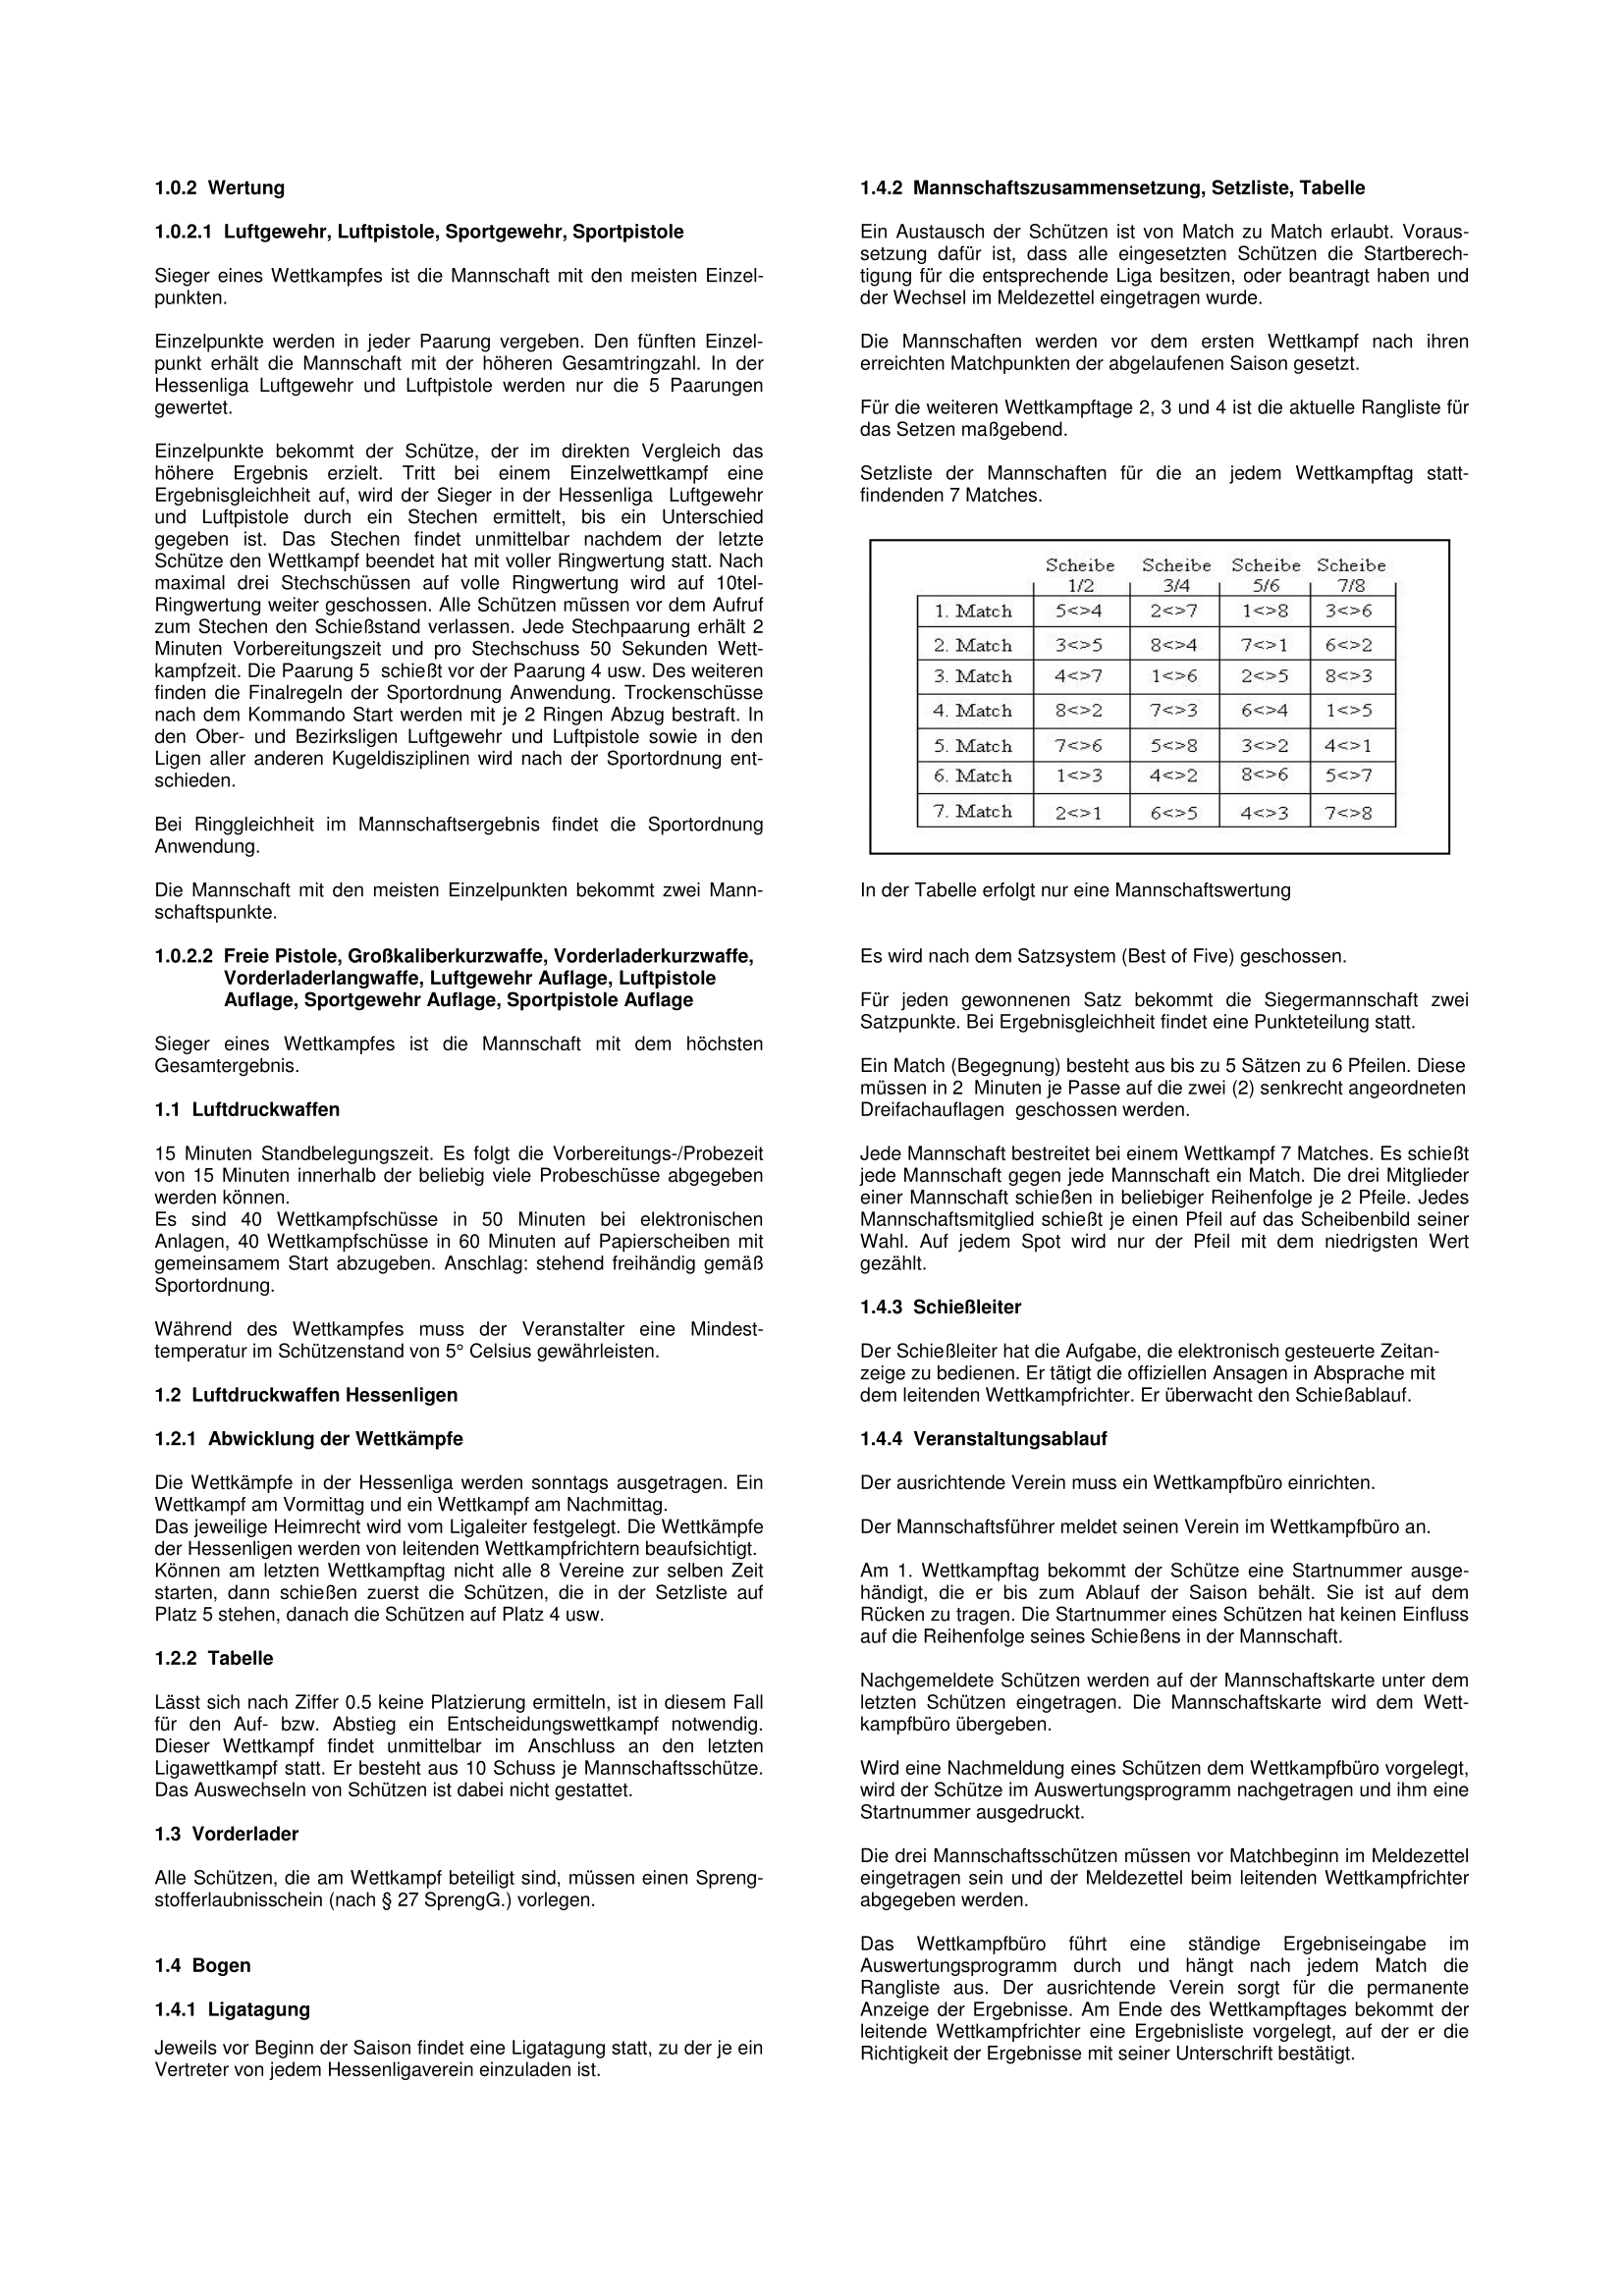 1.0.2 Wertung
1.0.2.1 Luftgewehr, Luftpistole, Sportgewehr, Sportpistole
Sieger eines Wettkampfes ist die Mannschaft mit den meisten Einzel-
punkten.
Einzelpunkte werden in jeder Paarung vergeben. Den fünften Einzel-
punkt erhält die Mannschaft mit der höheren Gesamtringzahl. In der
Hessenliga Luftgewehr und Luftpistole werden nur die 5 Paarungen
gewertet.
Einzelpunkte bekommt der Schütze, der im direkten Vergleich das
höhere Ergebnis erzielt. Tritt bei einem Einzelwettkampf eine
Ergebnisgleichheit auf, wird der Sieger in der Hessenliga Luftgewehr
und Luftpistole durch ein Stechen ermittelt, bis ein Unterschied
gegeben ist. Das Stechen findet unmittelbar nachdem der letzte
Schütze den Wettkampf beendet hat mit voller Ringwertung statt. Nach
maximal drei Stechschüssen auf volle Ringwertung wird auf 10tel-
Ringwertung weiter geschossen. Alle Schützen müssen vor dem Aufruf
zum Stechen den Schießstand verlassen. Jede Stechpaarung erhält 2
Minuten Vorbereitungszeit und pro Stechschuss 50 Sekunden Wett-
kampfzeit. Die Paarung 5 schießt vor der Paarung 4 usw. Des weiteren
finden die Finalregeln der Sportordnung Anwendung. Trockenschüsse
nach dem Kommando Start werden mit je 2 Ringen Abzug bestraft. In
den Ober- und Bezirksligen Luftgewehr und Luftpistole sowie in den
Ligen aller anderen Kugeldisziplinen wird nach der Sportordnung ent-
schieden.
Bei Ringgleichheit im Mannschaftsergebnis findet die Sportordnung
Anwendung.
Die Mannschaft mit den meisten Einzelpunkten bekommt zwei Mann-
schaftspunkte.
1.0.2.2 Freie Pistole, Großkaliberkurzwaffe, Vorderladerkurzwaffe,
Vorderladerlangwaffe, Luftgewehr Auflage, Luftpistole
Auflage, Sportgewehr Auflage, Sportpistole Auflage
Sieger eines Wettkampfes ist die Mannschaft mit dem höchsten
Gesamtergebnis.
1.1 Luftdruckwaffen
15 Minuten Standbelegungszeit. Es folgt die Vorbereitungs-/Probezeit
von 15 Minuten innerhalb der beliebig viele Probeschüsse abgegeben
werden können.
Es sind 40 Wettkampfschüsse in 50 Minuten bei elektronischen
Anlagen, 40 Wettkampfschüsse in 60 Minuten auf Papierscheiben mit
gemeinsamem Start abzugeben. Anschlag: stehend freihändig gemäß
Sportordnung.
Während des Wettkampfes muss der Veranstalter eine Mindest-
temperatur im Schützenstand von 5° Celsius gewährleisten.
1.2 Luftdruckwaffen Hessenligen
1.2.1 Abwicklung der Wettkämpfe
Die Wettkämpfe in der Hessenliga werden sonntags ausgetragen. Ein
Wettkampf am Vormittag und ein Wettkampf am Nachmittag.
Das jeweilige Heimrecht wird vom Ligaleiter festgelegt. Die Wettkämpfe
der Hessenligen werden von leitenden Wettkampfrichtern beaufsichtigt.
Können am letzten Wettkampftag nicht alle 8 Vereine zur selben Zeit
starten, dann schießen zuerst die Schützen, die in der Setzliste auf
Platz 5 stehen, danach die Schützen auf Platz 4 usw.
1.2.2 Tabelle
Lässt sich nach Ziffer 0.5 keine Platzierung ermitteln, ist in diesem Fall
für den Auf- bzw. Abstieg ein Entscheidungswettkampf notwendig.
Dieser Wettkampf findet unmittelbar im Anschluss an den letzten
Ligawettkampf statt. Er besteht aus 10 Schuss je Mannschaftsschütze.
Das Auswechseln von Schützen ist dabei nicht gestattet.
1.3 Vorderlader
Alle Schützen, die am Wettkampf beteiligt sind, müssen einen Spreng-
stofferlaubnisschein (nach § 27 SprengG.) vorlegen.
1.4 Bogen
1.4.1 Ligatagung
Jeweils vor Beginn der Saison findet eine Ligatagung statt, zu der je ein
Vertreter von jedem Hessenligaverein einzuladen ist.
1.4.2 Mannschaftszusammensetzung, Setzliste, Tabelle
Ein Austausch der Schützen ist von Match zu Match erlaubt. Voraus-
setzung dafür ist, dass alle eingesetzten Schützen die Startberech-
tigung für die entsprechende Liga besitzen, oder beantragt haben und
der Wechsel im Meldezettel eingetragen wurde.
Die Mannschaften werden vor dem ersten Wettkampf nach ihren
erreichten Matchpunkten der abgelaufenen Saison gesetzt.
Für die weiteren Wettkampftage 2, 3 und 4 ist die aktuelle Rangliste für
das Setzen maßgebend.
Setzliste der Mannschaften für die an jedem Wettkampftag statt-
findenden 7 Matches.
Scheibe Scheibe Scheibe Scheibe
1/2 3/4 5/6 7/8
1. Match 5<>4 2<>7 1<>8 3<>6
2. Match 3<>5 8<>4 7<>1 6<>2
3. Match 4<>7 1<>6 2<>5 8<>3
4. Match 8<>2 7<>3 6<>4 1<>5
5. Match 7<>6 5<>8 3<>2 4<>1
6. Match 1<>3 4<>2 8<>6 5<>7
7. Match 2<>1 6<>5 4<>3 7<>8
In der Tabelle erfolgt nur eine Mannschaftswertung
Es wird nach dem Satzsystem (Best of Five) geschossen.
Für jeden gewonnenen Satz bekommt die Siegermannschaft zwei
Satzpunkte. Bei Ergebnisgleichheit findet eine Punkteteilung statt.
Ein Match (Begegnung) besteht aus bis zu 5 Sätzen zu 6 Pfeilen. Diese
müssen in 2 Minuten je Passe auf die zwei (2) senkrecht angeordneten
Dreifachauflagen geschossen werden.
Jede Mannschaft bestreitet bei einem Wettkampf 7 Matches. Es schießt
jede Mannschaft gegen jede Mannschaft ein Match. Die drei Mitglieder
einer Mannschaft schießen in beliebiger Reihenfolge je 2 Pfeile. Jedes
Mannschaftsmitglied schießt je einen Pfeil auf das Scheibenbild seiner
Wahl. Auf jedem Spot wird nur der Pfeil mit dem niedrigsten Wert
gezählt.
1.4.3 Schießleiter
Der Schießleiter hat die Aufgabe, die elektronisch gesteuerte Zeitan-
zeige zu bedienen. Er tätigt die offiziellen Ansagen in Absprache mit
dem leitenden Wettkampfrichter. Er überwacht den Schießablauf.
1.4.4 Veranstaltungsablauf
Der ausrichtende Verein muss ein Wettkampfbüro einrichten.
Der Mannschaftsführer meldet seinen Verein im Wettkampfbüro an.
Am 1. Wettkampftag bekommt der Schütze eine Startnummer ausge-
händigt, die er bis zum Ablauf der Saison behält. Sie ist auf dem
Rücken zu tragen. Die Startnummer eines Schützen hat keinen Einfluss
auf die Reihenfolge seines Schießens in der Mannschaft.
Nachgemeldete Schützen werden auf der Mannschaftskarte unter dem
letzten Schützen eingetragen. Die Mannschaftskarte wird dem Wett-
kampfbüro übergeben.
Wird eine Nachmeldung eines Schützen dem Wettkampfbüro vorgelegt,
wird der Schütze im Auswertungsprogramm nachgetragen und ihm eine
Startnummer ausgedruckt.
Die drei Mannschaftsschützen müssen vor Matchbeginn im Meldezettel
eingetragen sein und der Meldezettel beim leitenden Wettkampfrichter
abgegeben werden.
Das Wettkampfbüro führt eine ständige Ergebniseingabe im
Auswertungsprogramm durch und hängt nach jedem Match die
Rangliste aus. Der ausrichtende Verein sorgt für die permanente
Anzeige der Ergebnisse. Am Ende des Wettkampftages bekommt der
leitende Wettkampfrichter eine Ergebnisliste vorgelegt, auf der er die
Richtigkeit der Ergebnisse mit seiner Unterschrift bestätigt.